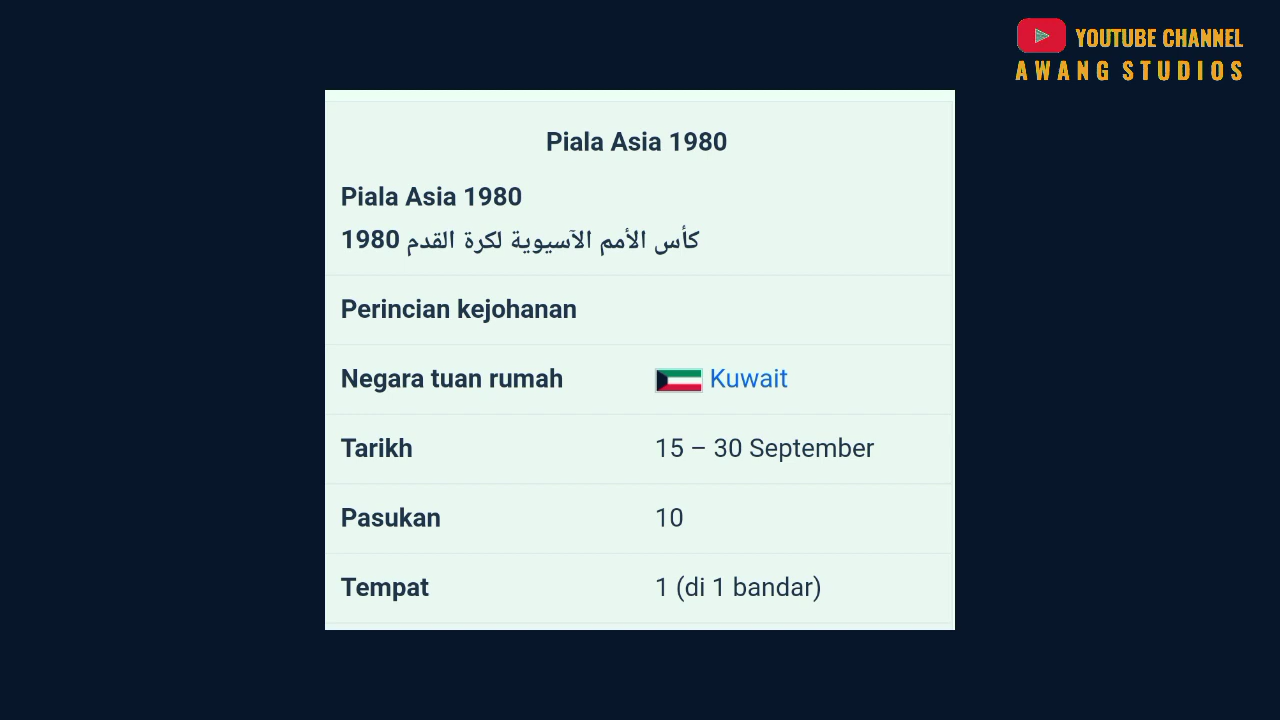 YOUTUBE CHANNEL
AWANG STUDIOS
Piala Asia 1980
Piala Asia 1980
كأس الأمم الآسيوية لكرة القدم 1980
Perincian kejohanan
Negara tuan rumah Kuwait
Tarikh 15 – 30 September
Pasukan 10
Tempat 1 (di 1 bandar)